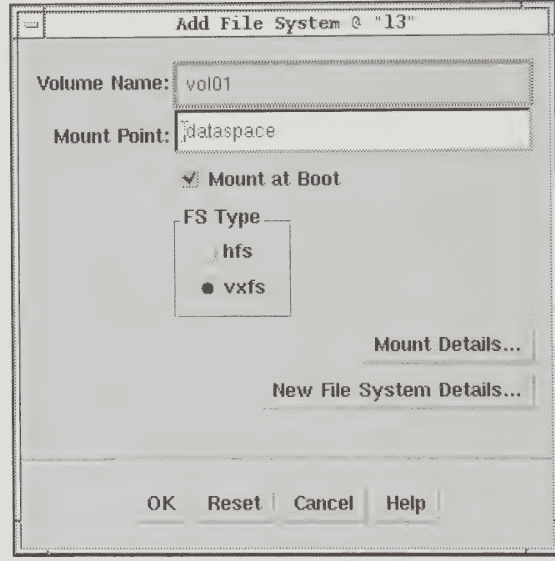 Add File System @ "l3"
Volume Name: vol01
Mount Point: dataspace
Mount at Boot
FS Type
hfs
vxfs
Mount Details...
New File System Details...
OK Reset Cancel Help